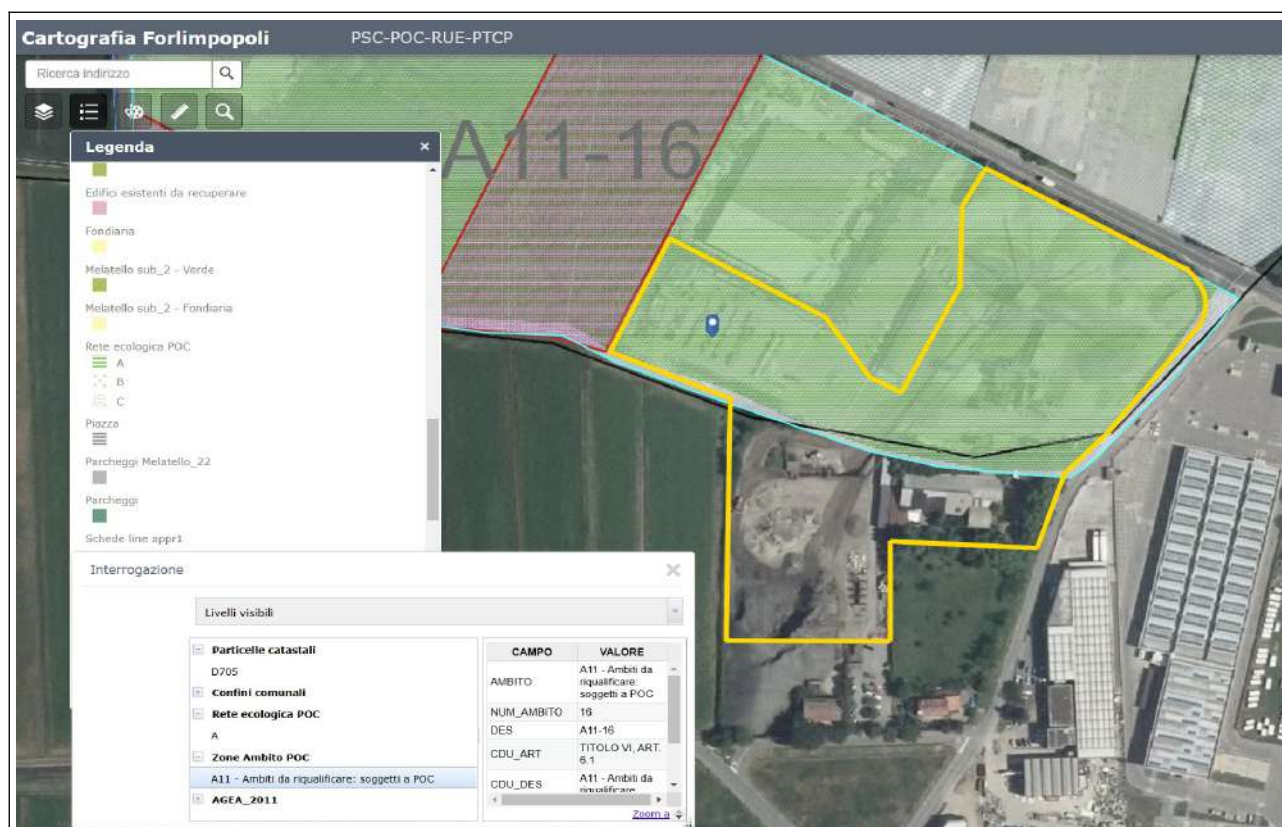 Cartografia Forlimpopoli PSC-POC-RUE-PTCP
Ricerca indirizzo
A11-16
Legenda ×
Edifici esistenti da recuperare
Fondiaria
Melatello sub_2 - Verde
Melatello sub_2 - Fondiaria
Rete ecologica POC
A
B
C
Piazza
Parcheggi Melatello_22
Parcheggi
Schede line appr1
Interrogazione
Livelli visibili
Particelle catastali
D705
Confini comunali
Rete ecologica POC
A
Zone Ambito POC
A11 - Ambiti da riqualificare: soggetti a POC
AGEA_2011
CAMPO VALORE
AMBITO A11 - Ambiti da
riqualificare:
soggetti a POC
NUM_AMBITO 16
DES A11-16
CDU_ART TITOLO VI, ART.
6.1
CDU_DES A11 - Ambiti da
riqualificare
Zoom a